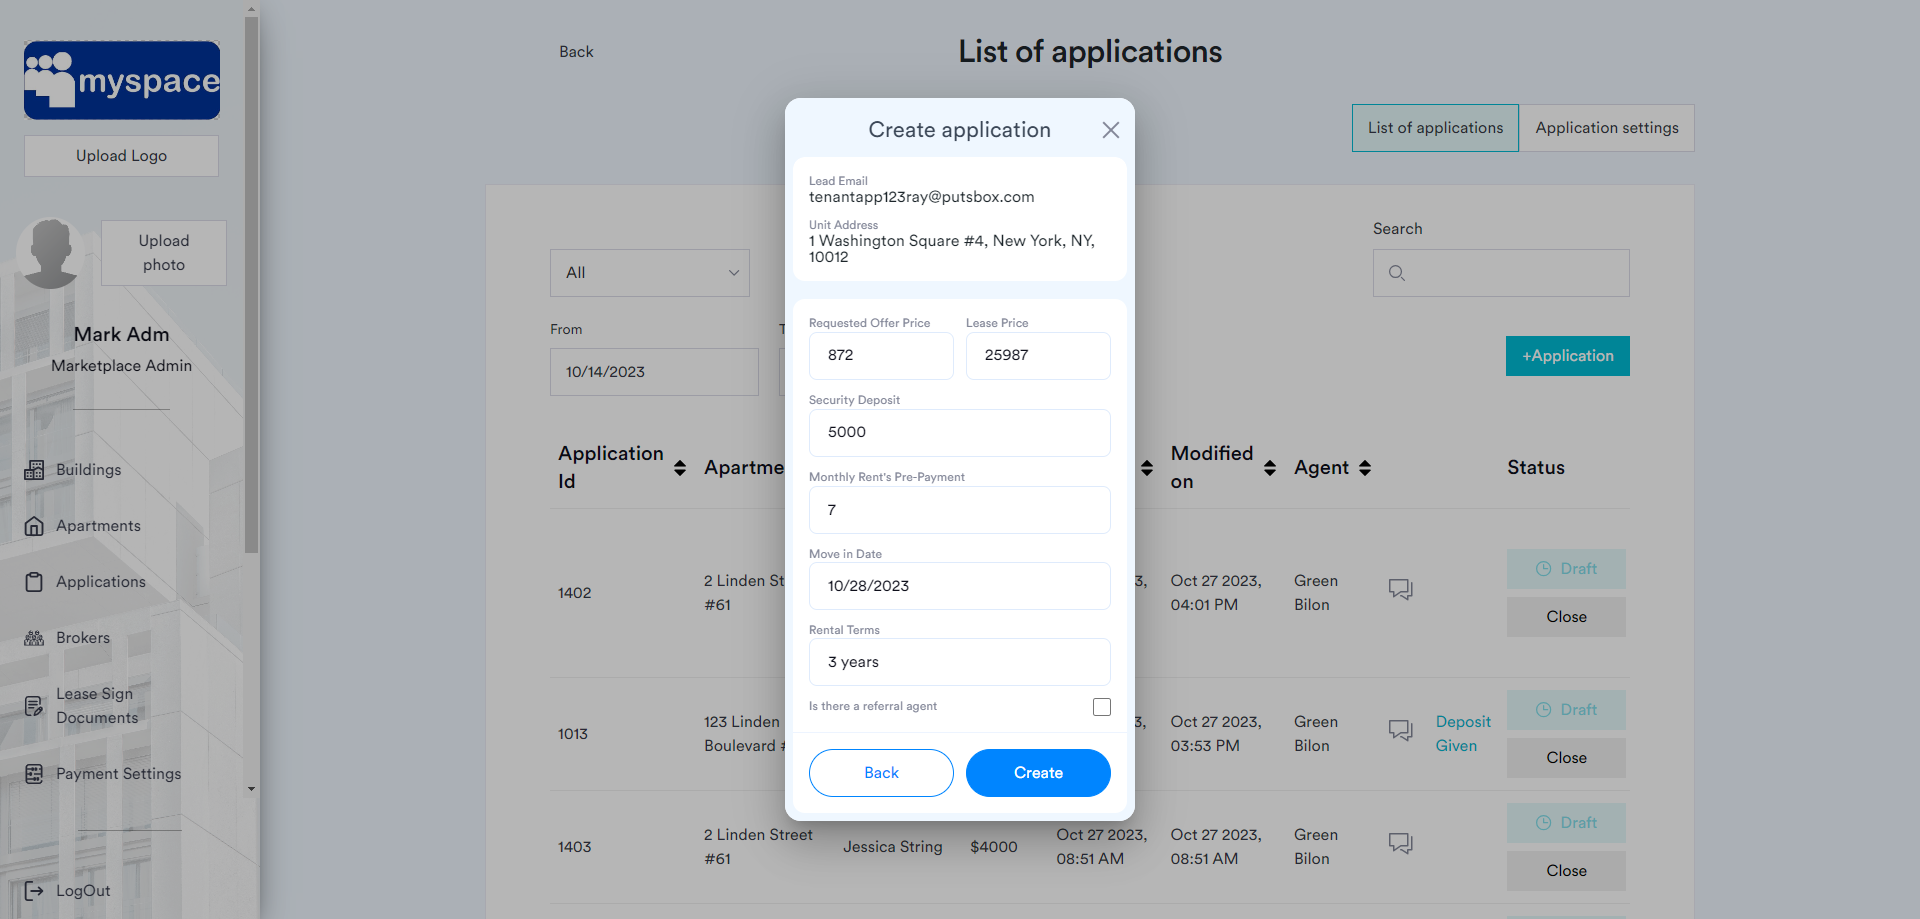 myspace
Upload Logo
Upload
photo
Mark Adm
Marketplace Admin
Buildings
Apartments
Applications
Brokers
Lease Sign
Documents
Payment Settings
LogOut
Back
List of applications
List of applications
Application settings
All
Search
From
10/14/2023
+Application
Application
Id
Apartme
Modified
on
Agent
Status
1402
2 Linden St
#61
3,
Oct 27 2023,
04:01 PM
Green
Bilon
Draft
Close
1013
123 Linden
Boulevard #
3,
Oct 27 2023,
03:53 PM
Green
Bilon
Deposit
Given
Draft
Close
1403
2 Linden Street
#61
Jessica String
$4000
Oct 27 2023,
08:51 AM
Oct 27 2023,
08:51 AM
Green
Bilon
Draft
Close
Create application
Lead Email
tenantapp123ray@putsbox.com
Unit Address
1 Washington Square #4, New York, NY,
10012
Requested Offer Price
872
Lease Price
25987
Security Deposit
5000
Monthly Rent's Pre-Payment
7
Move in Date
10/28/2023
Rental Terms
3 years
Is there a referral agent
Back
Create